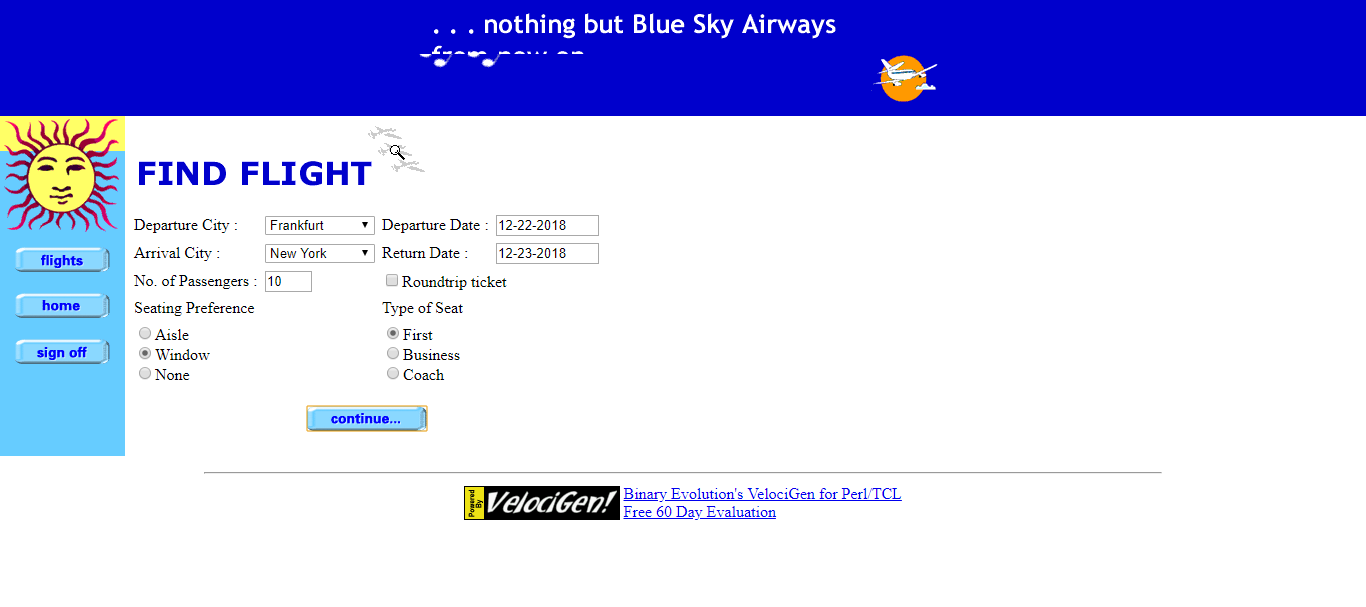 . . . nothing but Blue Sky Airways
from now on
FIND FLIGHT
flights
home
sign off
Departure City : Frankfurt Departure Date : 12-22-2018
Arrival City : New York Return Date : 12-23-2018
No. of Passengers : 10 Roundtrip ticket
Seating Preference Type of Seat
Aisle First
Window Business
None Coach
continue...
Powered By VelociGen! Binary Evolution's VelociGen for Perl/TCL
Free 60 Day Evaluation